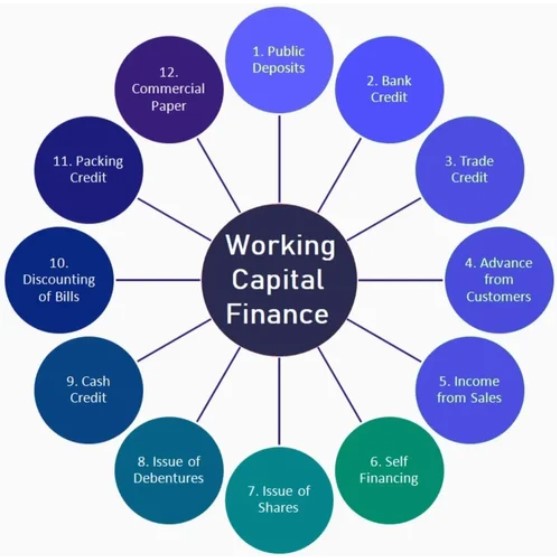 Working
Capital
Finance
1. Public
Deposits
2. Bank
Credit
3. Trade
Credit
4. Advance
from
Customers
5. Income
from Sales
6. Self
Financing
7. Issue of
Shares
8. Issue of
Debentures
9. Cash
Credit
10.
Discounting
of Bills
11. Packing
Credit
12.
Commercial
Paper